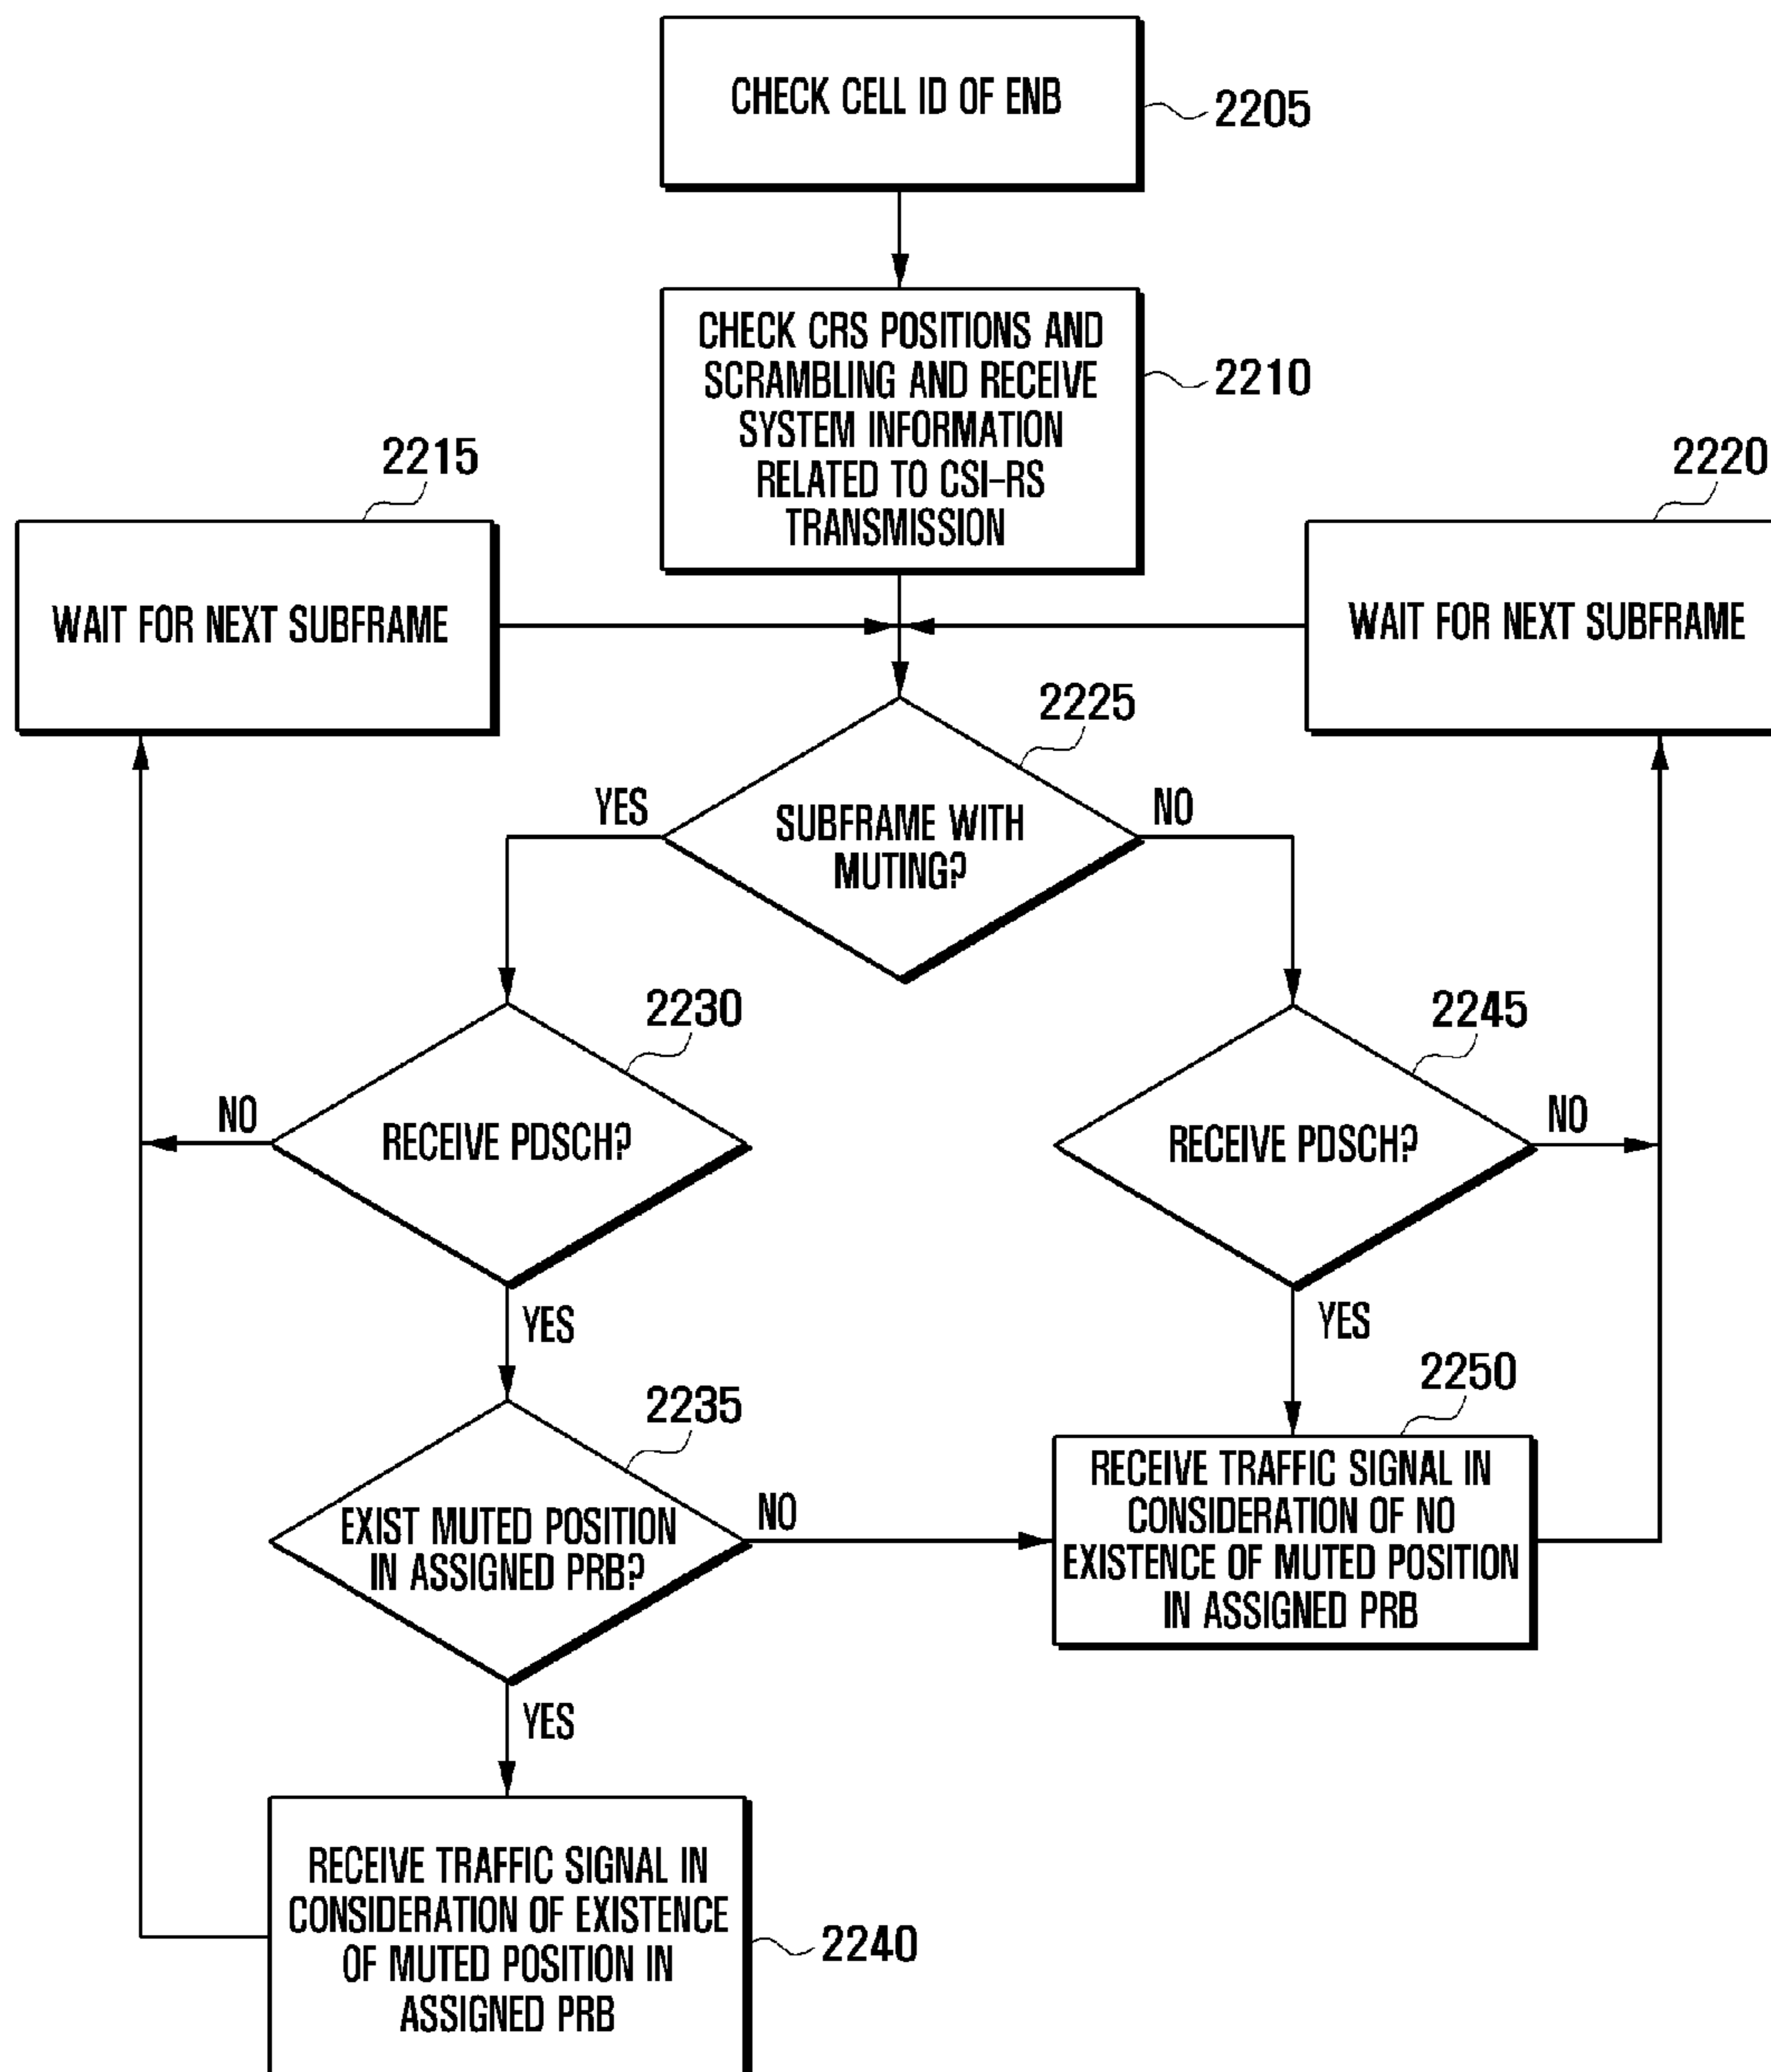 CHECK CELL ID OF ENB
2205
CHECK CRS POSITIONS AND
SCRAMBLING AND RECEIVE
SYSTEM INFORMATION
RELATED TO CSI-RS
TRANSMISSION
2210
2215
WAIT FOR NEXT SUBFRAME
2220
WAIT FOR NEXT SUBFRAME
2225
YES
SUBFRAME WITH
MUTING?
NO
2230
NO
RECEIVE PDSCH?
YES
2245
RECEIVE PDSCH?
NO
YES
2235
EXIST MUTED POSITION
IN ASSIGNED PRB?
NO
YES
2250
RECEIVE TRAFFIC SIGNAL IN
CONSIDERATION OF NO
EXISTENCE OF MUTED POSITION
IN ASSIGNED PRB
RECEIVE TRAFFIC SIGNAL IN
CONSIDERATION OF EXISTENCE
OF MUTED POSITION IN
ASSIGNED PRB
2240